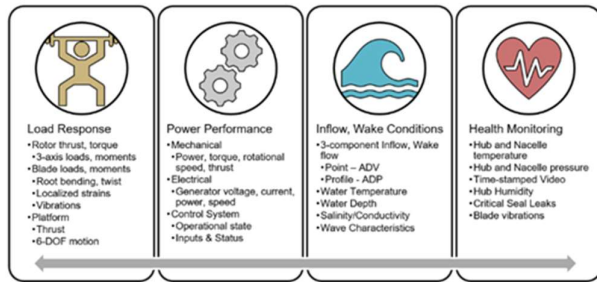 Load Response
•Rotor thrust, torque
•3-axis loads, moments
•Blade loads, moments
•Root bending, twist
•Localized strains
•Vibrations
•Platform
•Thrust
•6-DOF motion
Power Performance
•Mechanical
•Power, torque, rotational
speed, thrust
•Electrical
•Generator voltage, current,
power, speed
•Control System
•Operational state
•Inputs & Status
Inflow, Wake Conditions
•3-component Inflow, Wake
flow
•Point – ADV
•Profile - ADP
•Water Temperature
•Water Depth
•Salinity/Conductivity
•Wave Characteristics
Health Monitoring
•Hub and Nacelle
temperature
•Hub and Nacelle pressure
•Time-stamped Video
•Hub Humidity
•Critical Seal Leaks
•Blade vibrations